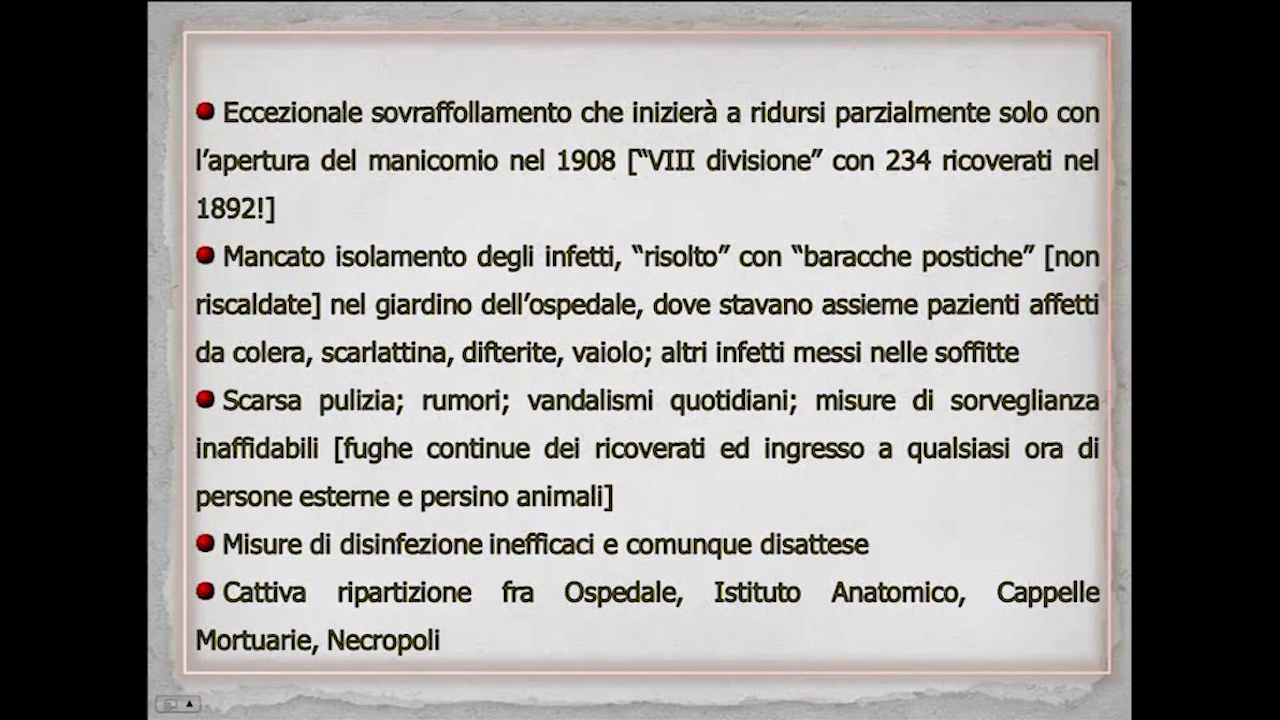 Eccezionale sovraffollamento che inizierà a ridursi parzialmente solo con
l’apertura del manicomio nel 1908 [“VIII divisione” con 234 ricoverati nel
1892!]
Mancato isolamento degli infetti, “risolto” con “baracche postiche” [non
riscaldate] nel giardino dell’ospedale, dove stavano assieme pazienti affetti
da colera, scarlattina, difterite, vaiolo; altri infetti messi nelle soffitte
Scarsa pulizia; rumori; vandalismi quotidiani; misure di sorveglianza
inaffidabili [fughe continue dei ricoverati ed ingresso a qualsiasi ora di
persone esterne e persino animali]
Misure di disinfezione inefficaci e comunque disattese
Cattiva ripartizione fra Ospedale, Istituto Anatomico, Cappelle
Mortuarie, Necropoli